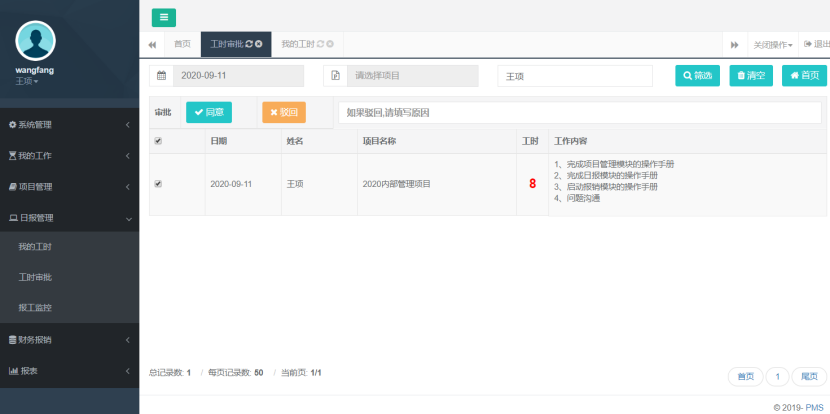 wangfang
王项
系统管理
我的工作
项目管理
日报管理
我的工时
工时审批
报工监控
财务报销
报表
首页 工时审批 我的工时 关闭操作 退出
2020-09-11 请选择项目 王项 筛选 清空 首页
审批 同意 驳回 如果驳回,请填写原因
日期 姓名 项目名称 工时 工作内容
2020-09-11 王项 2020内部管理项目 8
1、完成项目管理模块的操作手册
2、完成日报模块的操作手册
3、启动报销模块的操作手册
4、问题沟通
总记录数: 1 / 每页记录数: 50 / 当前页: 1/1
首页 1 尾页
© 2019- PMS